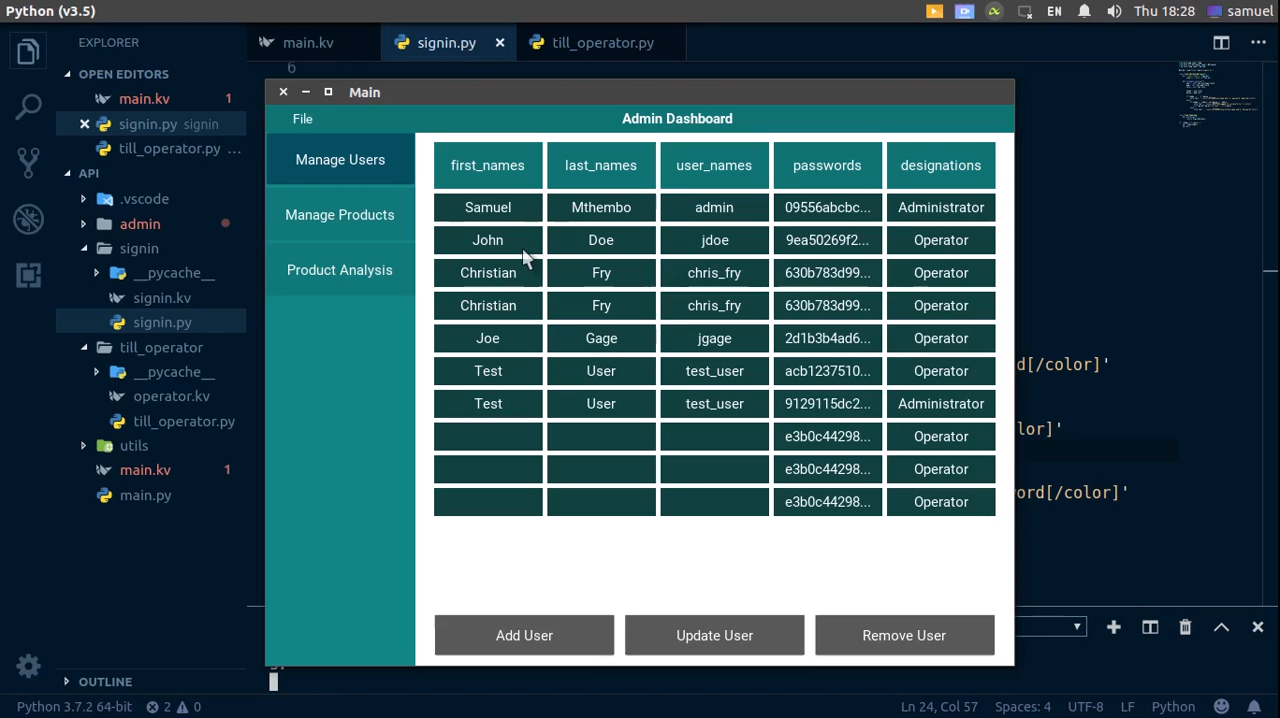 Python (v3.5)
EN
Thu 18:28
samuel
EXPLORER
main.kv
signin.py
till_operator.py
OPEN EDITORS
main.kv 1
signin.py signin
till_operator.py ...
API
.vscode
admin
signin
__pycache__
signin.kv
signin.py
till_operator
__pycache__
operator.kv
till_operator.py
utils
main.kv 1
main.py
OUTLINE
6
Main
File
Admin Dashboard
Manage Users
Manage Products
Product Analysis
first_names last_names user_names passwords designations
Samuel Mthembo admin 09556abcbc... Administrator
John Doe jdoe 9ea50269f2... Operator
Christian Fry chris_fry 630b783d99... Operator
Christian Fry chris_fry 630b783d99... Operator
Joe Gage jgage 2d1b3b4ad6... Operator
Test User test_user acb1237510... Operator
Test User test_user 9129115dc2... Administrator
e3b0c44298... Operator
e3b0c44298... Operator
e3b0c44298... Operator
Add User
Update User
Remove User
d[/color]'
lor]'
ord[/color]'
Python 3.7.2 64-bit
2
0
Ln 24, Col 57
Spaces: 4
UTF-8
LF
Python